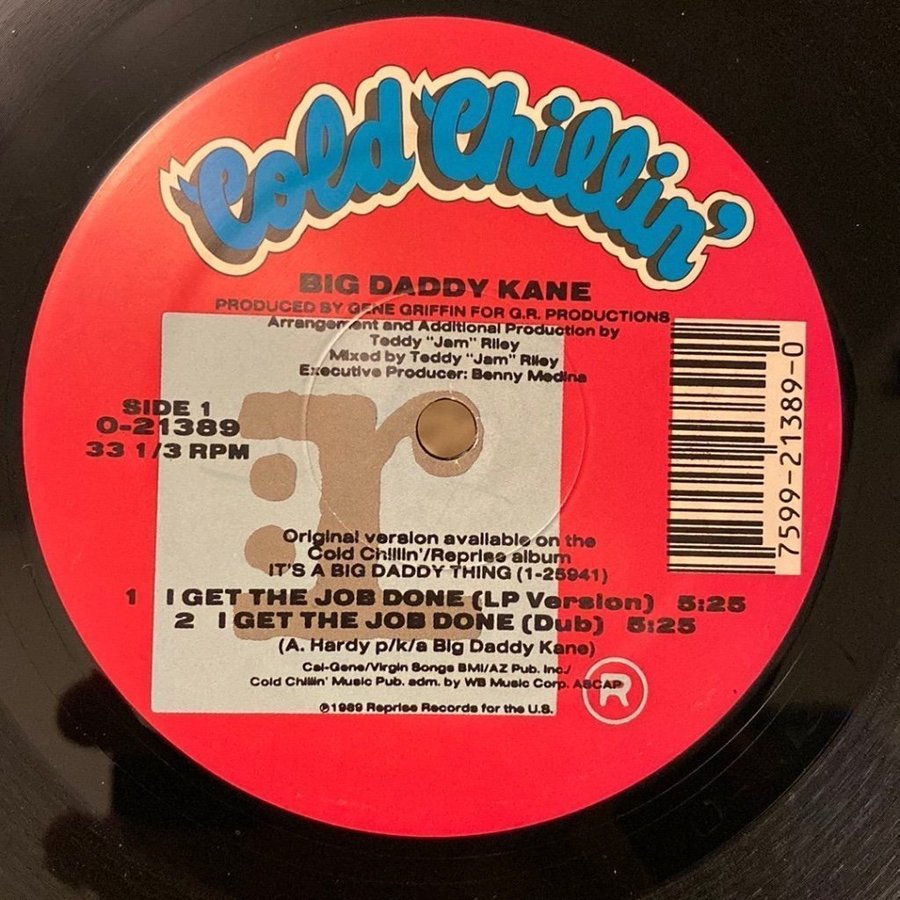 Cold Chillin'
BIG DADDY KANE
PRODUCED BY GENE GRIFFIN FOR G.R. PRODUCTIONS
Arrangement and Additional Production by
Teddy "Jam" Riley
Mixed by Teddy "Jam" Riley
Executive Producer: Benny Medina
SIDE 1
0-21389
33 1/3 RPM
7599-21389-0
r
Original version available on the
Cold Chillin'/Reprise album
IT'S A BIG DADDY THING (1-25941)
1 I GET THE JOB DONE (LP Version) 5:25
2 I GET THE JOB DONE (Dub) 5:25
(A. Hardy p/k/a Big Daddy Kane)
Cal-Gene/Virgin Songs BMI/AZ Pub. Inc./
Cold Chillin' Music Pub. adm. by WB Music Corp. ASCAP
R
℗1989 Reprise Records for the U.S.